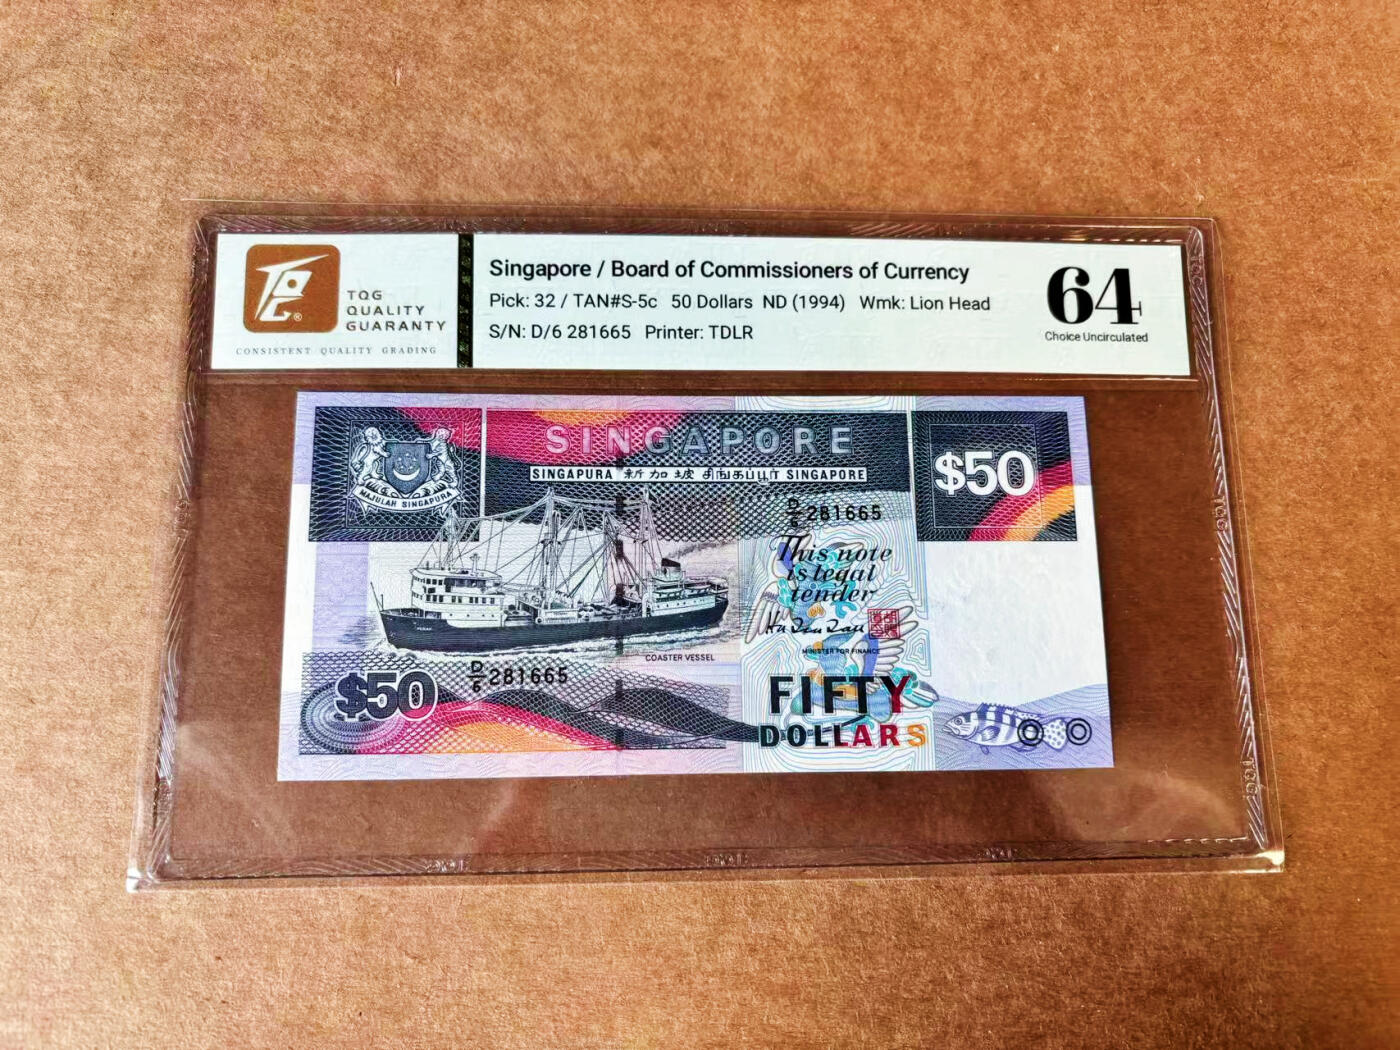 TQG
QUALITY
GUARANTY
CONSISTENT QUALITY GRADING
Singapore / Board of Commissioners of Currency
Pick: 32 / TAN#S-5c 50 Dollars ND (1994) Wmk: Lion Head
S/N: D/6 281665 Printer: TDLR
64
Choice Uncirculated
SINGAPORE
SINGAPURA 新加坡 சிங்கப்பூர் SINGAPORE
MAJULAH SINGAPURA
$50
D/6 281665
This note
is legal
tender
Hu Tsu Tau
MINISTER FOR FINANCE
COASTER VESSEL
D/6 281665
$50
FIFTY
DOLLARS